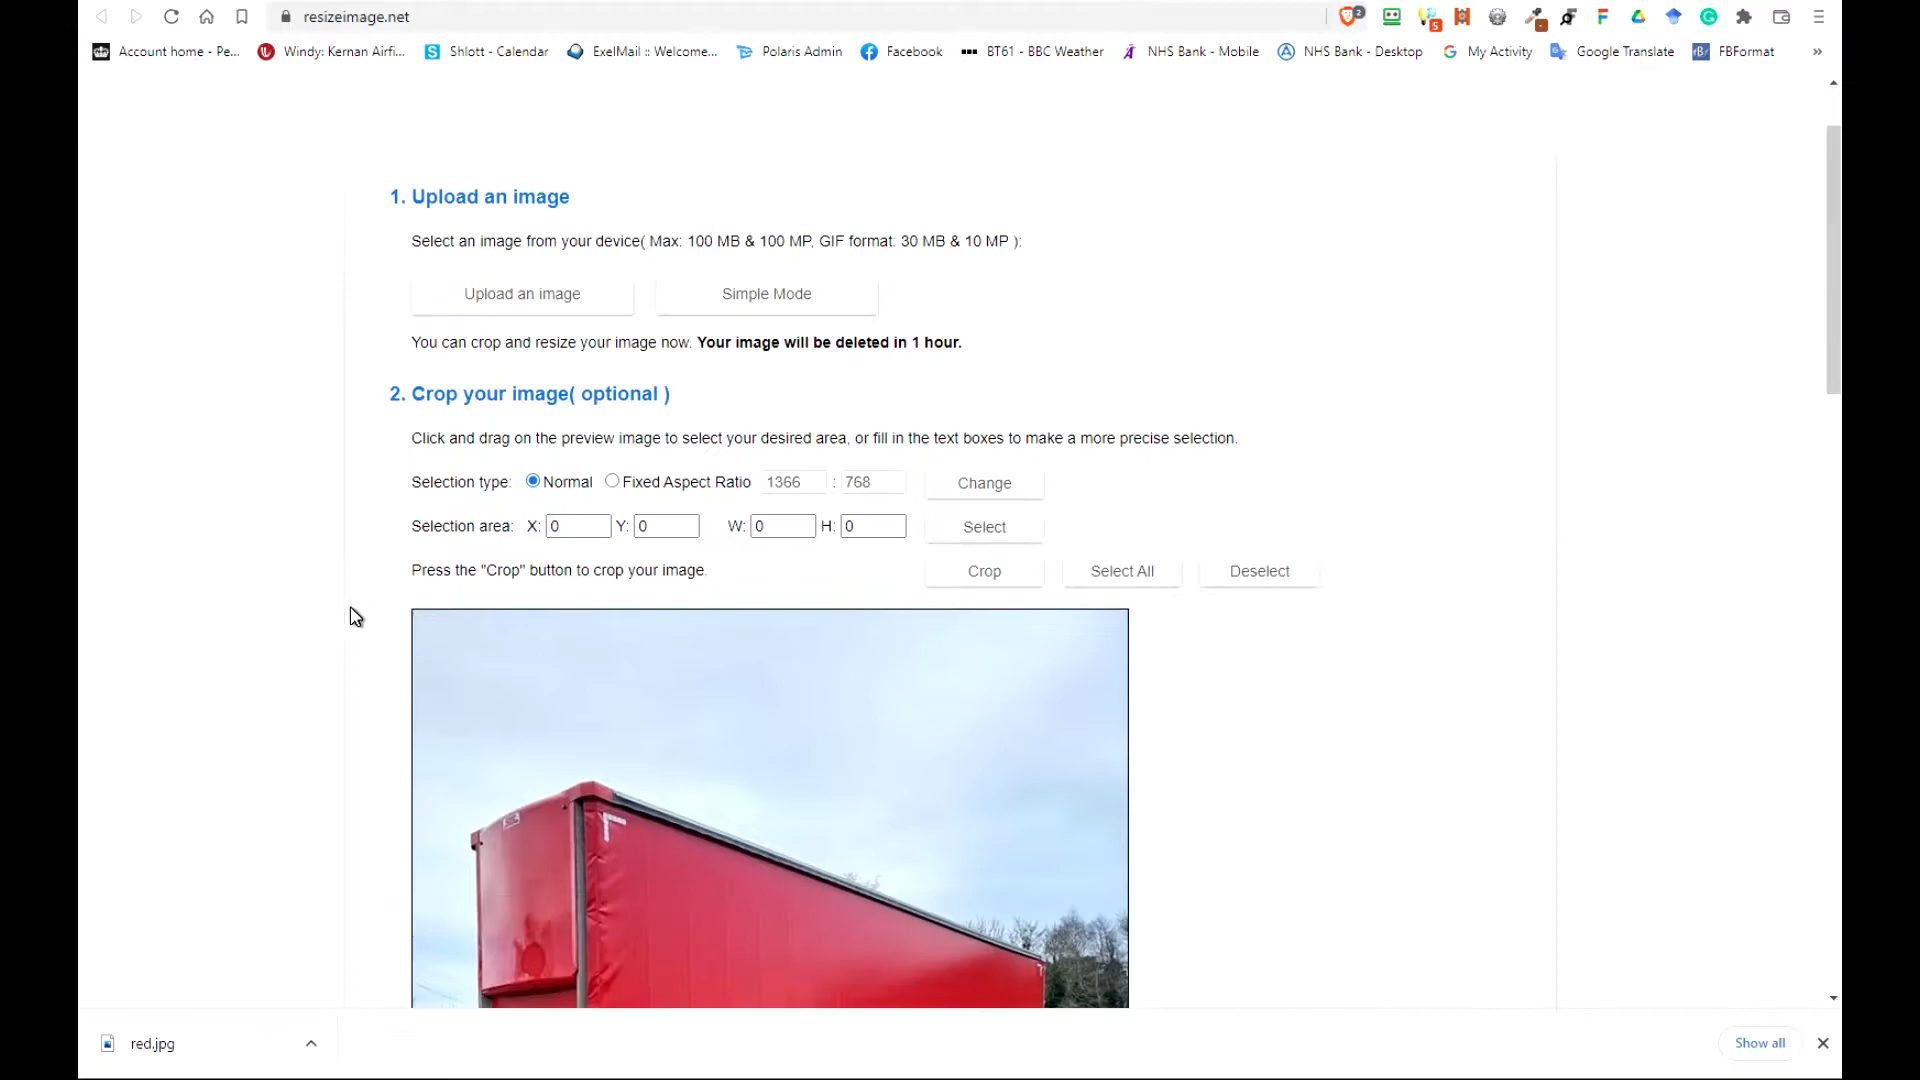 resizeimage.net
2
5
Account home - Pe... Windy: Kernan Airfi... Shlott - Calendar ExelMail :: Welcome... Polaris Admin Facebook BT61 - BBC Weather NHS Bank - Mobile NHS Bank - Desktop My Activity Google Translate FBFormat »
1. Upload an image
Select an image from your device( Max: 100 MB & 100 MP, GIF format: 30 MB & 10 MP ):
Upload an image Simple Mode
You can crop and resize your image now. Your image will be deleted in 1 hour.
2. Crop your image( optional )
Click and drag on the preview image to select your desired area, or fill in the text boxes to make a more precise selection.
Selection type: Normal Fixed Aspect Ratio 1366 : 768 Change
Selection area: X: 0 Y: 0 W: 0 H: 0 Select
Press the "Crop" button to crop your image. Crop Select All Deselect
red.jpg Show all